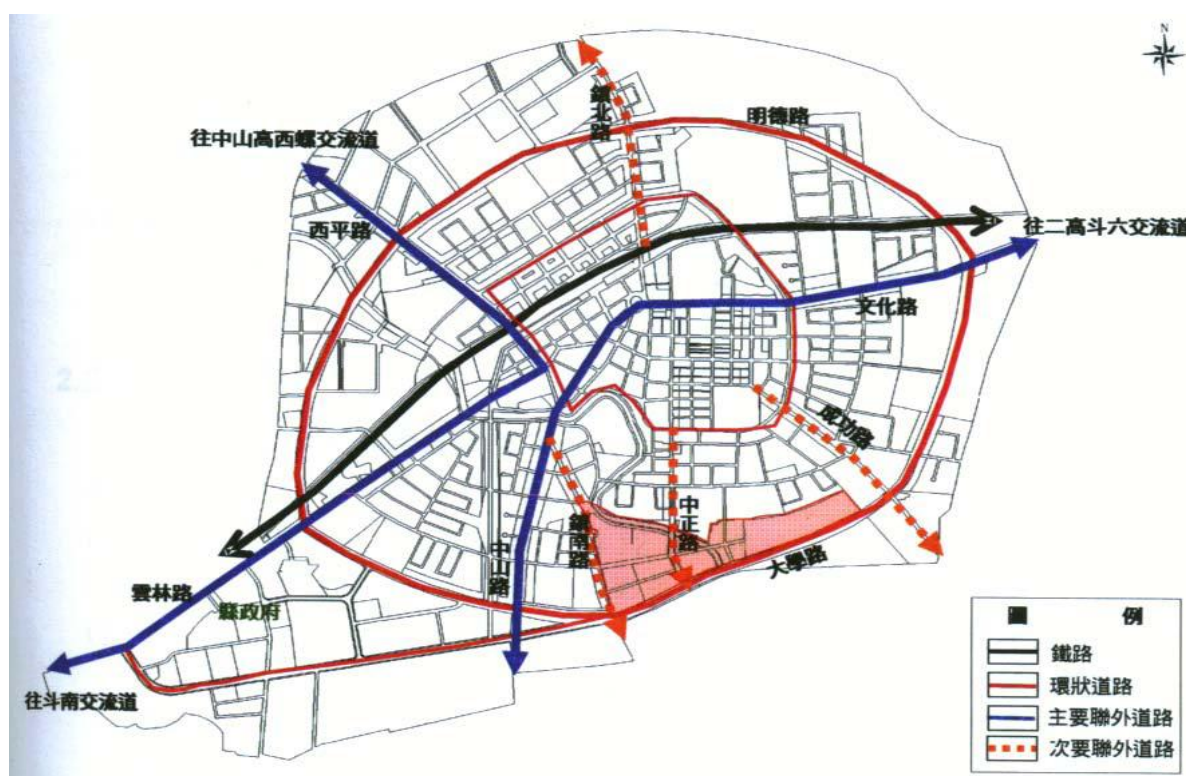 N
鎮北路
明德路
往中山高西螺交流道
西平路
往二高斗六交流道
文化路
成功路
中正路
鎮南路
大學路
中山路
雲林路
縣政府
往斗南交流道
圖 例
鐵路
環狀道路
主要聯外道路
次要聯外道路